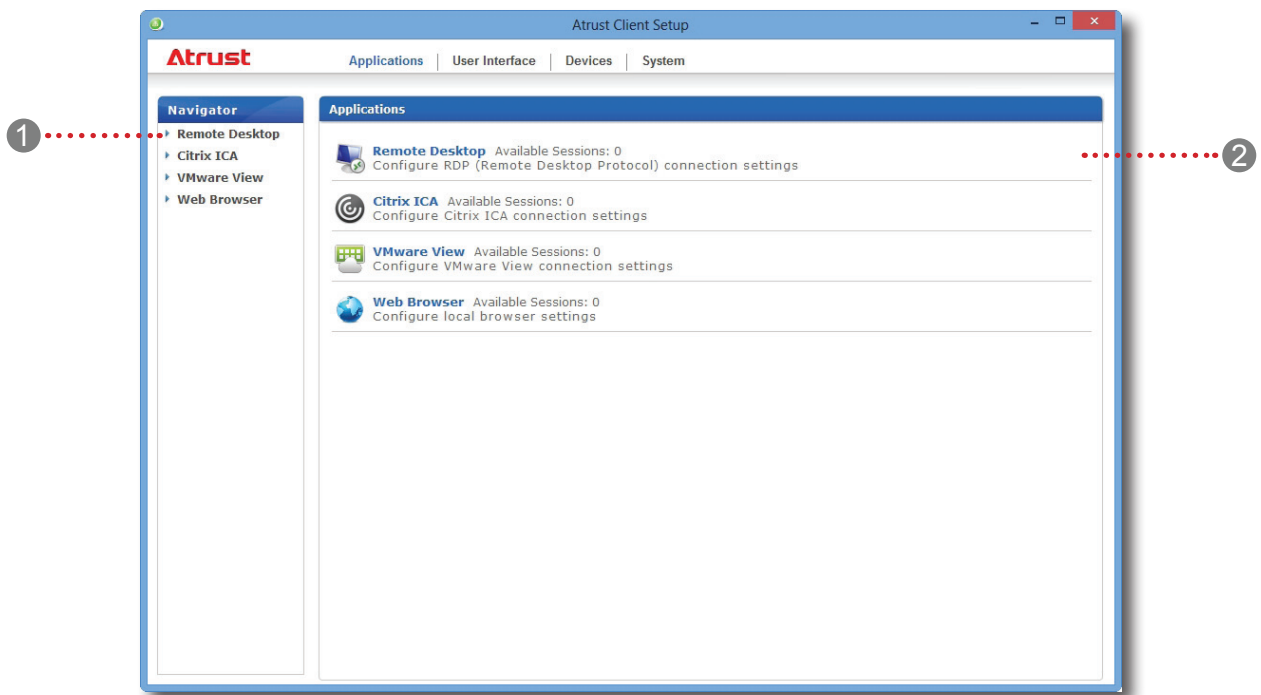 Atrust Client Setup
Atrust
Applications | User Interface | Devices | System
Navigator
Remote Desktop
Citrix ICA
VMware View
Web Browser
Applications
Remote Desktop Available Sessions: 0
Configure RDP (Remote Desktop Protocol) connection settings
Citrix ICA Available Sessions: 0
Configure Citrix ICA connection settings
VMware View Available Sessions: 0
Configure VMware View connection settings
Web Browser Available Sessions: 0
Configure local browser settings
1
2